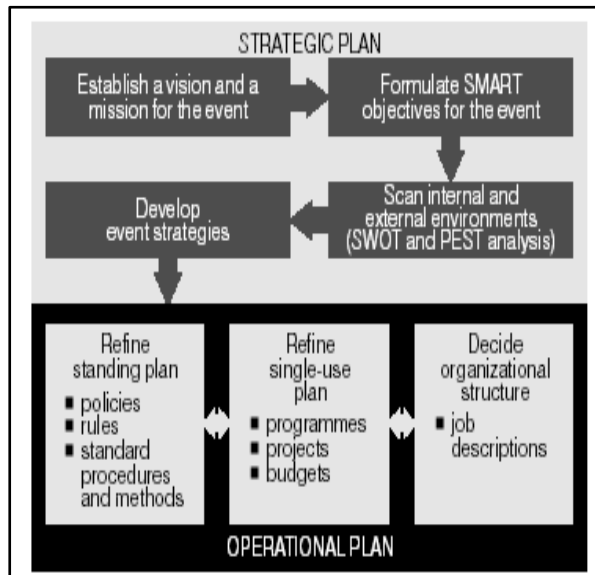 STRATEGIC PLAN
Establish a vision and a
mission for the event
Formulate SMART
objectives for the event
Scan internal and
external environments
(SWOT and PEST analysis)
Develop
event strategies
Refine
standing plan
■ policies
■ rules
■ standard
procedures
and methods
Refine
single-use
plan
■ programmes
■ projects
■ budgets
Decide
organizational
structure
■ job
descriptions
OPERATIONAL PLAN